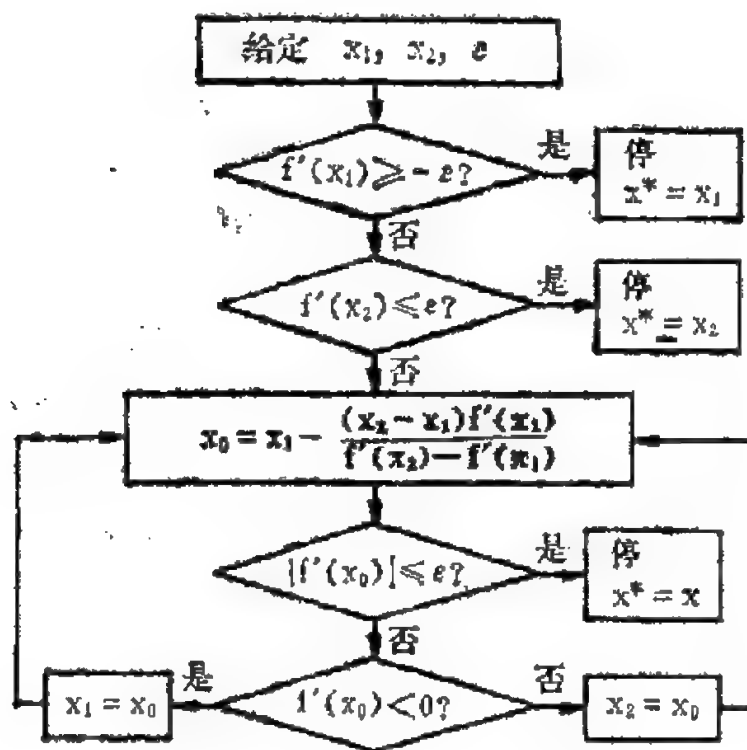 给定 x₁, x₂, e
f'(x₁)≥-e?
是
停
x* = x₁
否
f'(x₂)≤e?
是
停
x* = x₂
否
x₀ = x₁ - (x₂ - x₁)f'(x₁) / f'(x₂) - f'(x₁)
|f'(x₀)|≤e?
是
停
x* = x
否
f'(x₀)<0?
是
x₁ = x₀
否
x₂ = x₀